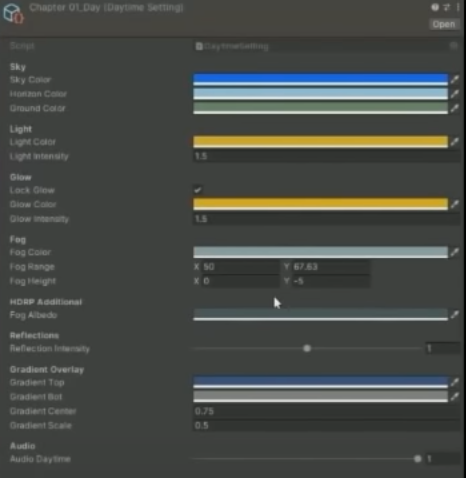 Chapter 01_Day (Daytime Setting)
Open
Script DaytimeSetting
Sky
Sky Color
Horizon Color
Ground Color
Light
Light Color
Light Intensity 1.5
Glow
Lock Glow
Glow Color
Glow Intensity 1.5
Fog
Fog Color
Fog Range X 50 Y 67.63
Fog Height X 0 Y -5
HDRP Additional
Fog Albedo
Reflections
Reflection Intensity 1
Gradient Overlay
Gradient Top
Gradient Bot
Gradient Center 0.75
Gradient Scale 0.5
Audio
Audio Daytime 1